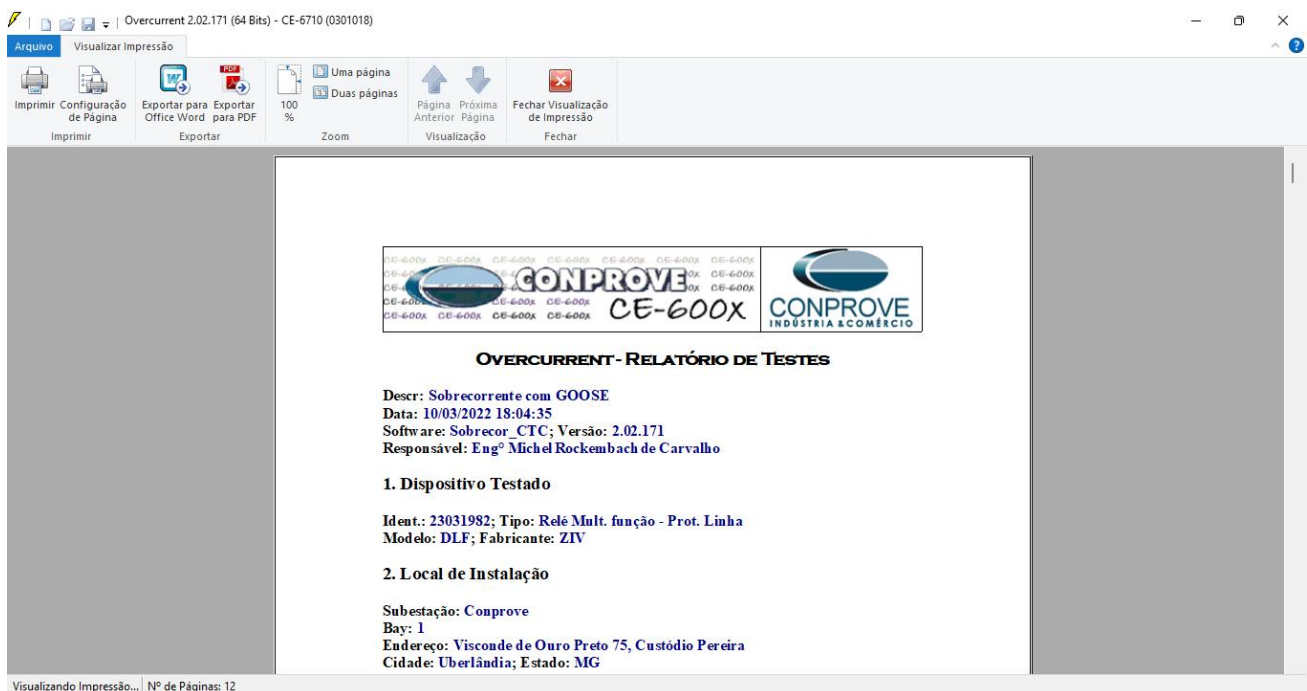 Overcurrent 2.02.171 (64 Bits) - CE-6710 (0301018)
Arquivo Visualizar Impressão
Imprimir
Configuração de Página
Exportar para Office Word
Exportar para PDF
100 %
Uma página
Duas páginas
Página Anterior
Próxima Página
Fechar Visualização de Impressão
Imprimir Exportar Zoom Visualização Fechar
CONPROVE
CE-600X
CONPROVE
INDÚSTRIA & COMÉRCIO
OVERCURRENT - RELATÓRIO DE TESTES
Descr: Sobrecorrente com GOOSE
Data: 10/03/2022 18:04:35
Software: Sobrecor_CTC; Versão: 2.02.171
Responsável: Engº Michel Rockembach de Carvalho
1. Dispositivo Testado
Ident.: 23031982; Tipo: Relé Mult. função - Prot. Linha
Modelo: DLF; Fabricante: ZIV
2. Local de Instalação
Subestação: Conprove
Bay: 1
Endereço: Visconde de Ouro Preto 75, Custódio Pereira
Cidade: Uberlândia; Estado: MG
Visualizando Impressão... Nº de Páginas: 12